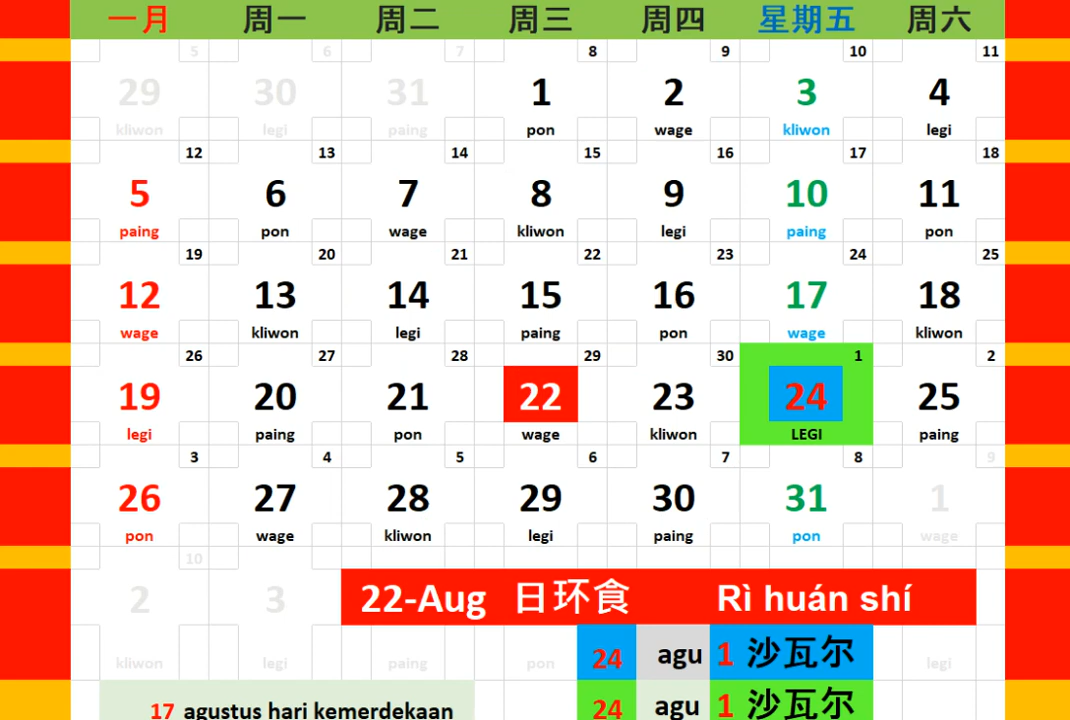 一月 周一 周二 周三 周四 星期五 周六
5 6 7 8 9 10 11
29 30 31 1 2 3 4
kliwon legi paing pon wage kliwon legi
12 13 14 15 16 17 18
5 6 7 8 9 10 11
paing pon wage kliwon legi paing pon
19 20 21 22 23 24 25
12 13 14 15 16 17 18
wage kliwon legi paing pon wage kliwon
26 27 28 29 30 1 2
19 20 21 22 23 24 25
legi paing pon wage kliwon LEGI paing
3 4 5 6 7 8 9
26 27 28 29 30 31 1
pon wage kliwon legi paing pon wage
10
2 3 22-Aug 日环食 Rì huán shí
kliwon legi paing pon 24 agu 1 沙瓦尔 legi
17 agustus hari kemerdekaan 24 agu 1 沙瓦尔